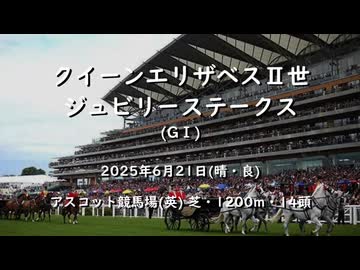 クイーンエリザベスⅡ世
ジュビリーステークス
(GⅠ)
2025年6月21日(晴・良)
アスコット競馬場(英)芝・1200m・14頭